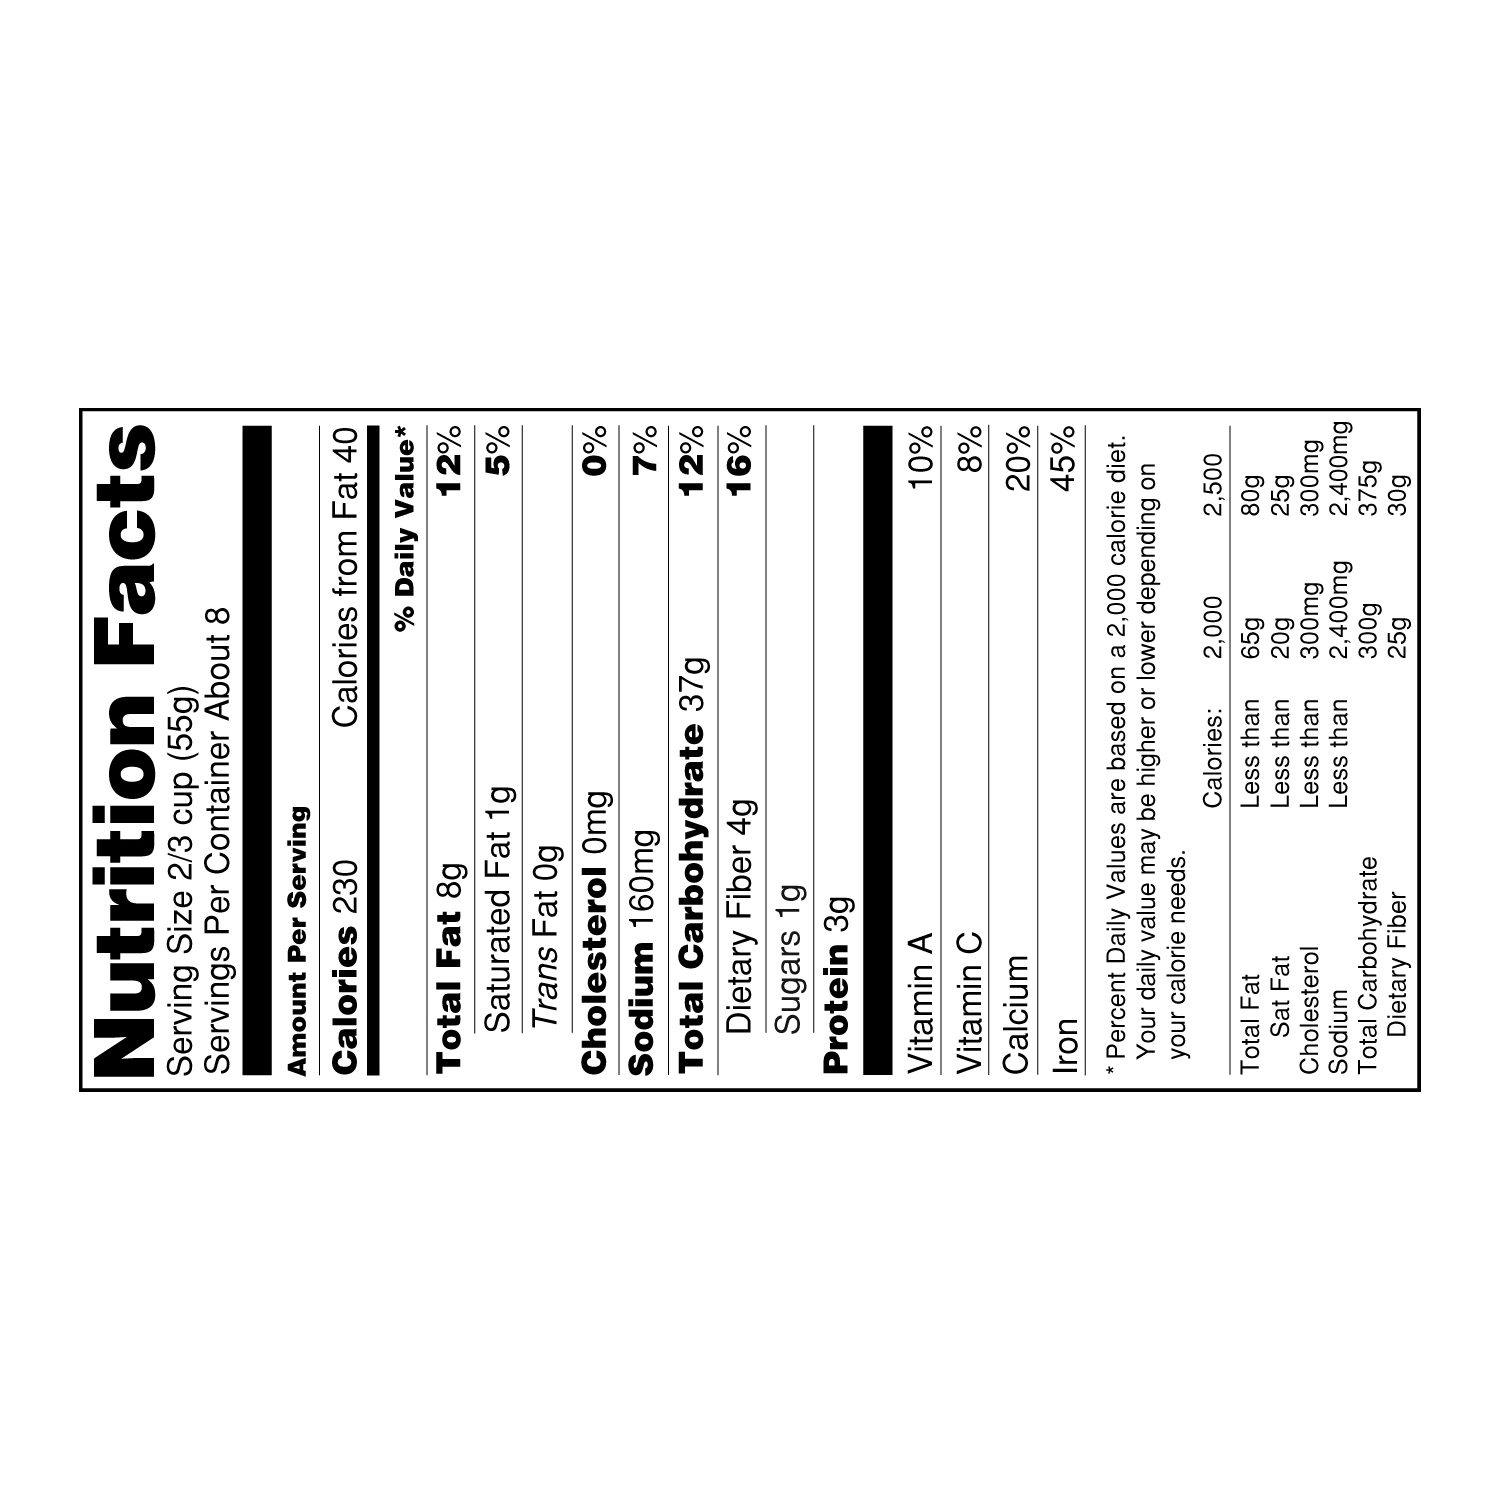 Nutrition Facts
Serving Size 2/3 cup (55g)
Servings Per Container About 8
Amount Per Serving
Calories 230 Calories from Fat 40
% Daily Value*
Total Fat 8g 12%
Saturated Fat 1g 5%
Trans Fat 0g
Cholesterol 0mg 0%
Sodium 160mg 7%
Total Carbohydrate 37g 12%
Dietary Fiber 4g 16%
Sugars 1g
Protein 3g
Vitamin A 10%
Vitamin C 8%
Calcium 20%
Iron 45%
* Percent Daily Values are based on a 2,000 calorie diet.
Your daily value may be higher or lower depending on
your calorie needs.
Calories: 2,000 2,500
Total Fat Less than 65g 80g
Sat Fat Less than 20g 25g
Cholesterol Less than 300mg 300mg
Sodium Less than 2,400mg 2,400mg
Total Carbohydrate 300g 375g
Dietary Fiber 25g 30g